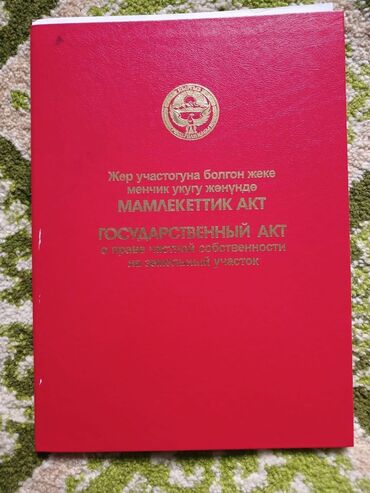 Жер участогуна болгон жеке
менчик укугу жөнүндө
МАМЛЕКЕТТИК АКТ
ГОСУДАРСТВЕННЫЙ АКТ
о праве частной собственности
на земельный участок